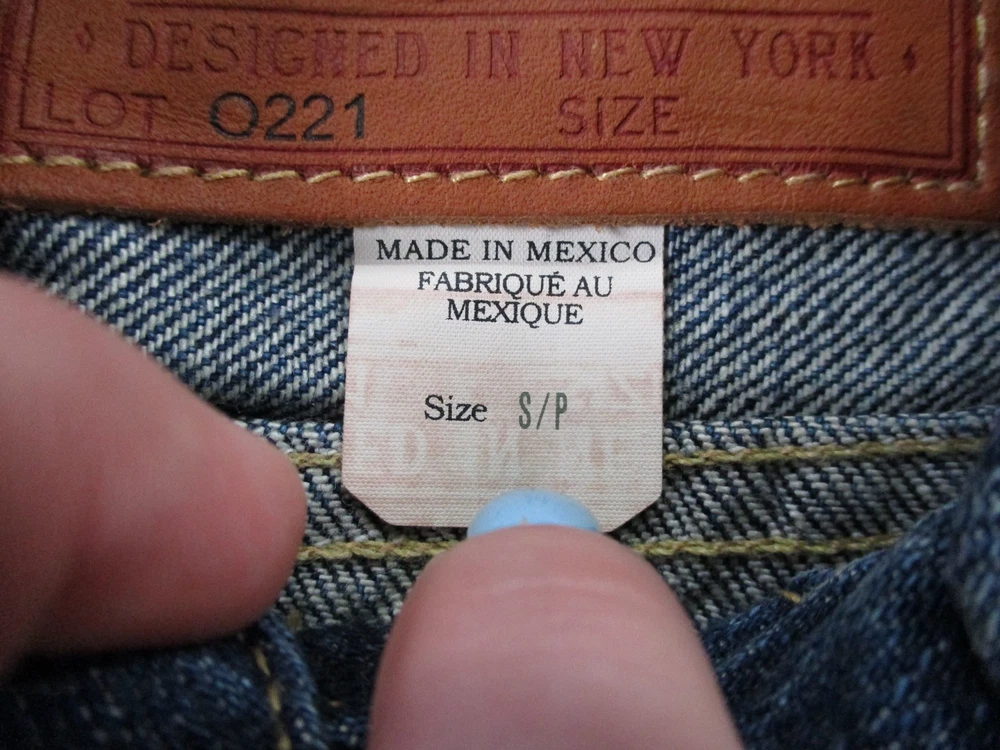 DESIGNED IN NEW YORK
LOT 0221 SIZE
MADE IN MEXICO
FABRIQUÉ AU
MEXIQUE
Size S/P